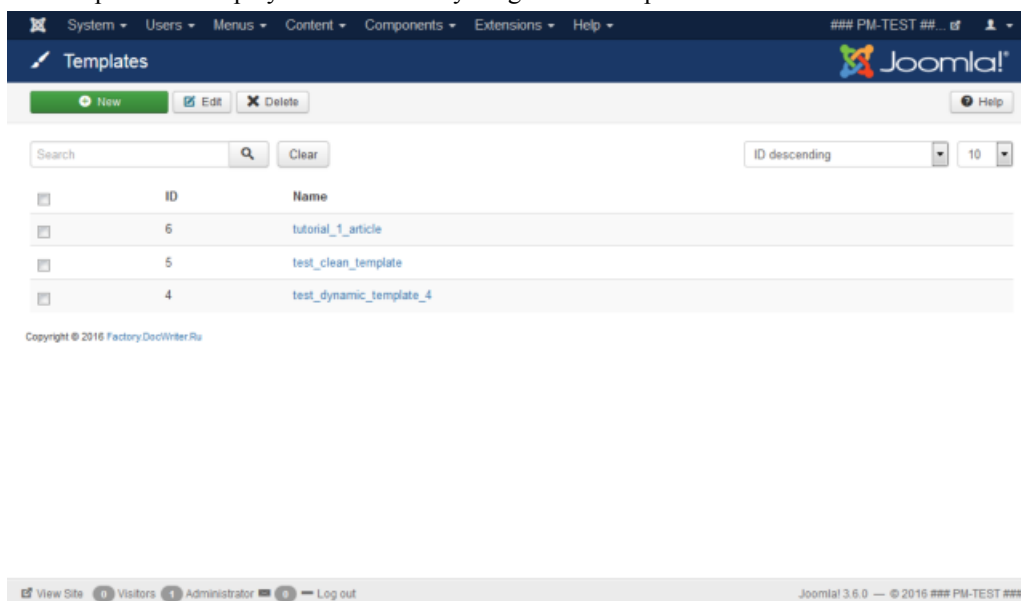 System Users Menus Content Components Extensions Help ### PM-TEST ##...
Templates Joomla!
New Edit Delete Help
Search Clear ID descending 10
ID Name
6 tutorial_1_article
5 test_clean_template
4 test_dynamic_template_4
Copyright © 2016 Factory.DocWriter.Ru
View Site 0 Visitors 1 Administrator 0 Log out Joomla! 3.6.0 — © 2016 ### PM-TEST ###